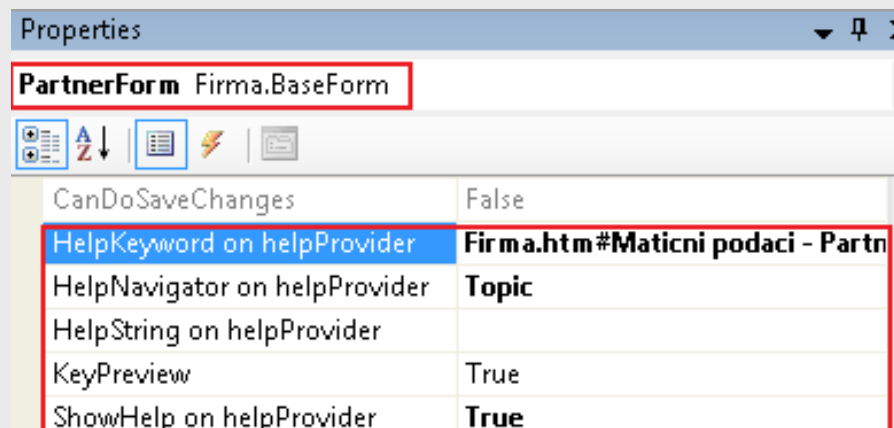 Properties
PartnerForm Firma.BaseForm
CanDoSaveChanges False
HelpKeyword on helpProvider Firma.htm#Maticni podaci - Partn
HelpNavigator on helpProvider Topic
HelpString on helpProvider
KeyPreview True
ShowHelp on helpProvider True